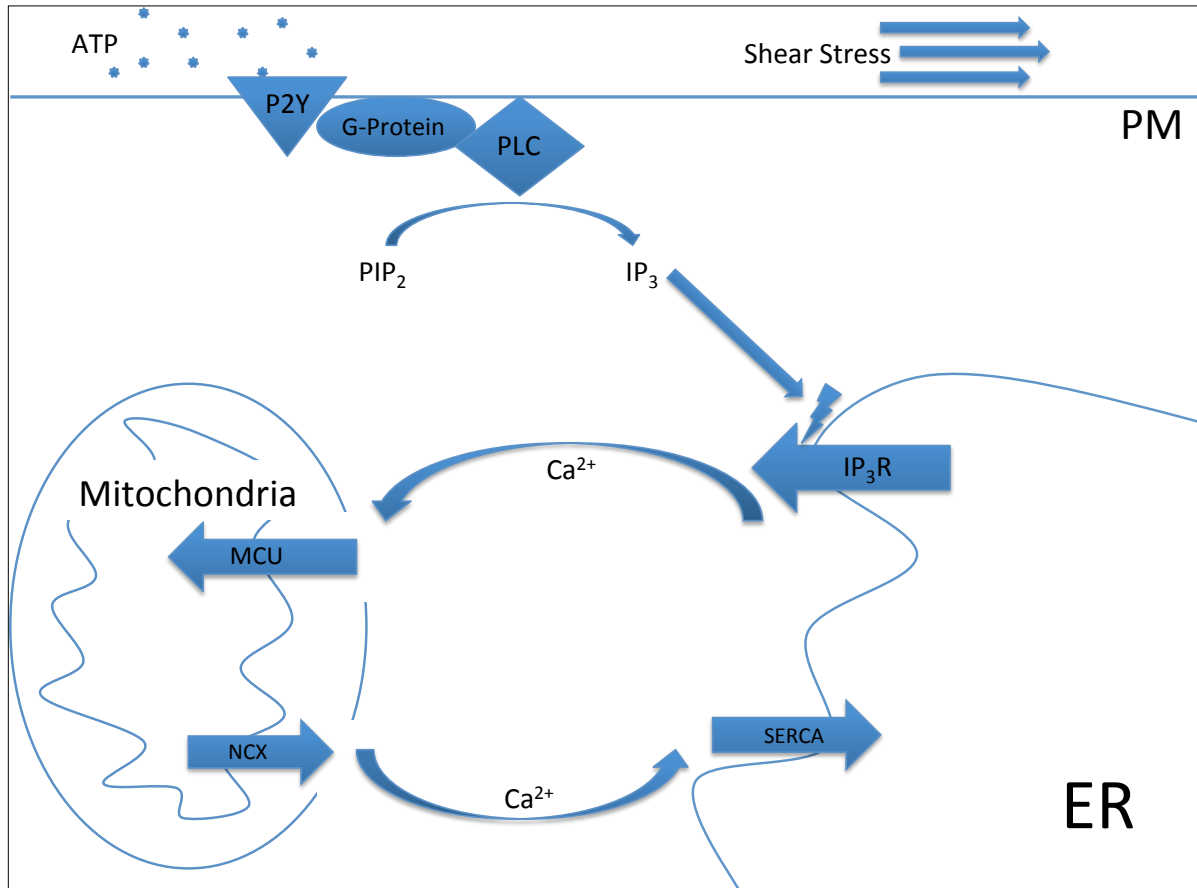 ATP
Shear Stress
P2Y
G-Protein
PLC
PM
PIP₂
IP₃
Ca²⁺
IP₃R
Mitochondria
MCU
NCX
SERCA
Ca²⁺
ER